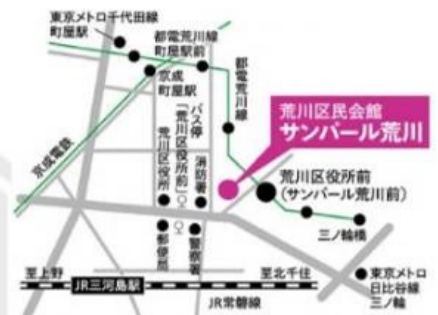 東京メトロ千代田線
町屋駅
都電荒川線
町屋駅前
京成
町屋駅
都電荒川線
京成電鉄
荒川区民会館
サンパール荒川
バス停
「荒川区役所前」
荒川区役所
消防署
荒川区役所前
(サンパール荒川前)
三ノ輪橋
郵便局
警察署
至上野
JR三河島駅
至北千住
JR常磐線
東京メトロ
日比谷線
三ノ輪